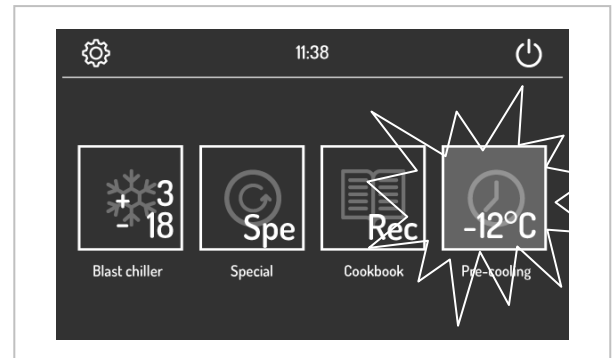 11:38
+ 3
- 18
Spe
Rec
-12°C
Blast chiller
Special
Cookbook
Pre-cooling